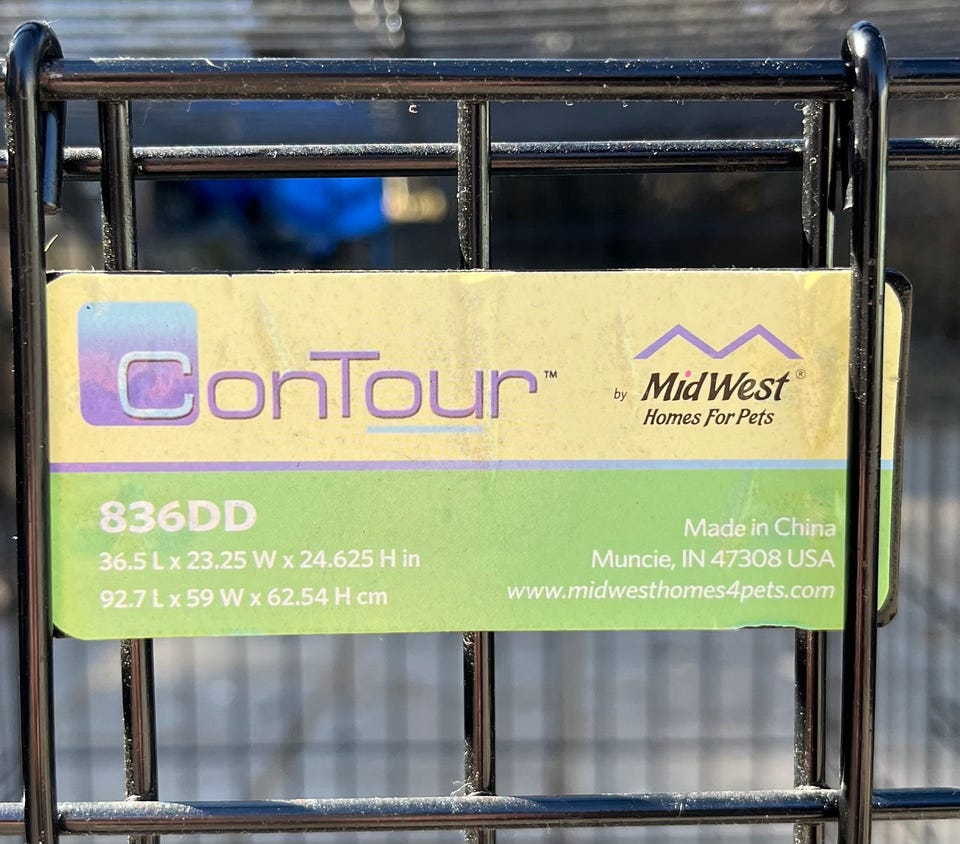 ConTour™
by MidWest®
Homes For Pets
836DD
36.5 L x 23.25 W x 24.625 H in
92.7 L x 59 W x 62.54 H cm
Made in China
Muncie, IN 47308 USA
www.midwesthomes4pets.com